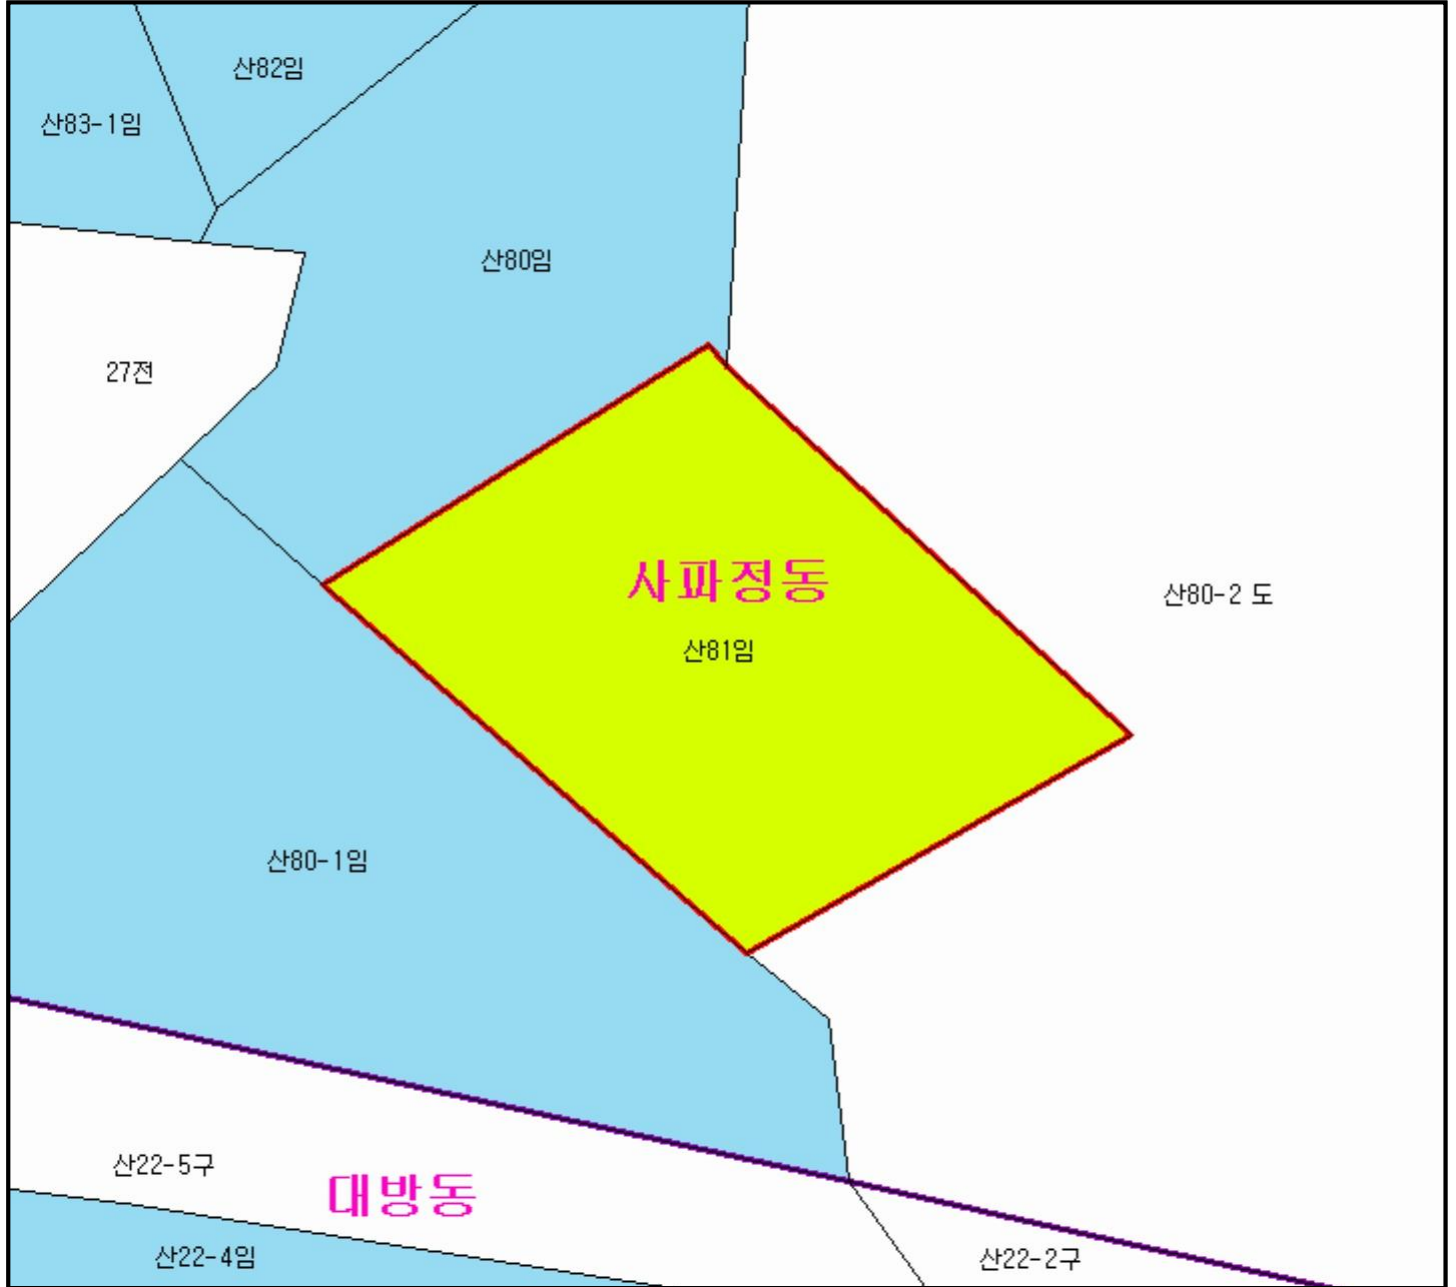 산82임
산83-1임
산80임
27전
사파정동
산80-2 도
산81임
산80-1임
산22-5구
대방동
산22-4임
산22-2구